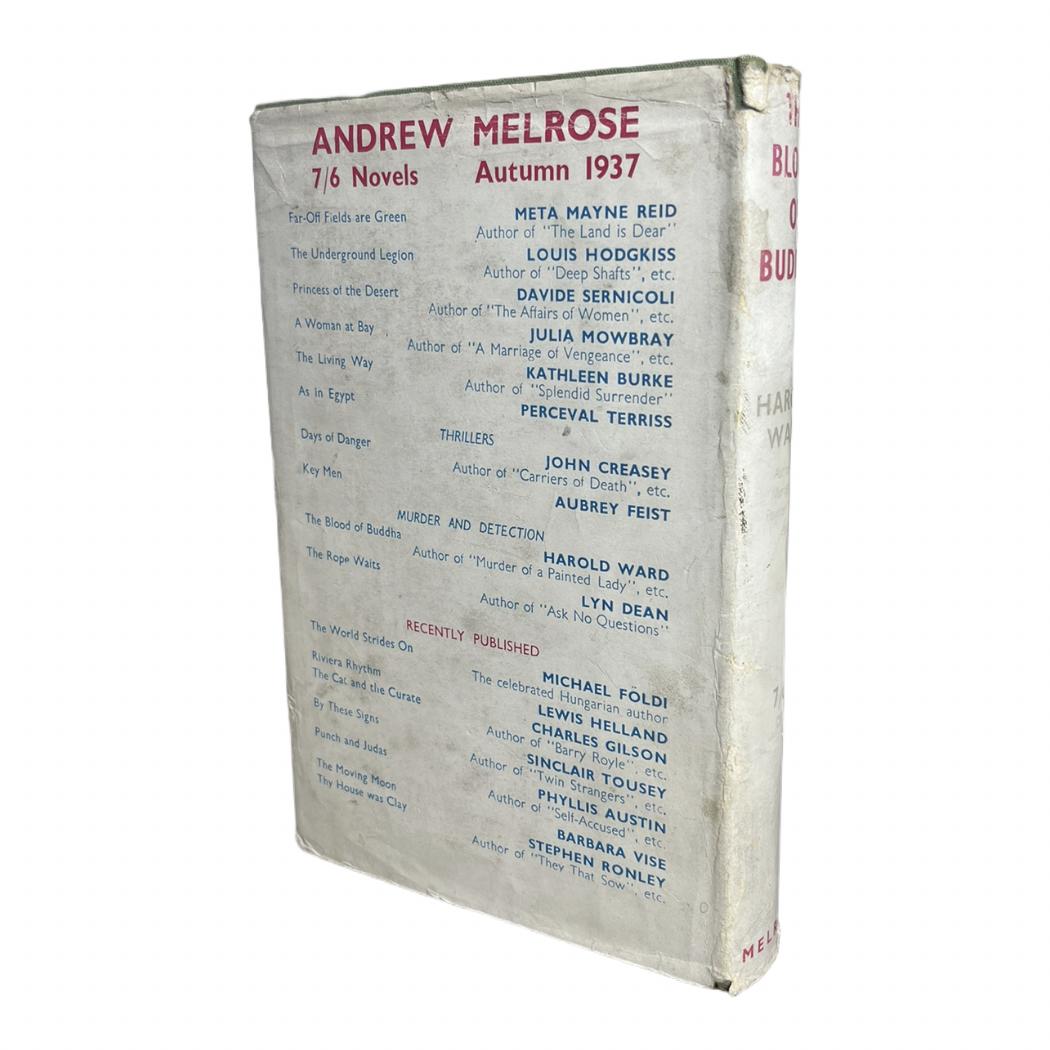 ANDREW MELROSE
7/6 Novels Autumn 1937
Far-Off Fields are Green META MAYNE REID
Author of "The Land is Dear"
The Underground Legion LOUIS HODGKISS
Author of "Deep Shafts", etc.
Princess of the Desert DAVIDE SERNICOLI
Author of "The Affairs of Women", etc.
A Woman at Bay JULIA MOWBRAY
Author of "A Marriage of Vengeance", etc.
The Living Way KATHLEEN BURKE
Author of "Splendid Surrender"
As in Egypt PERCEVAL TERRISS
THRILLERS
Days of Danger JOHN CREASEY
Author of "Carriers of Death", etc.
Key Men AUBREY FEIST
MURDER AND DETECTION
The Blood of Buddha HAROLD WARD
Author of "Murder of a Painted Lady", etc.
The Rope Waits LYN DEAN
Author of "Ask No Questions"
RECENTLY PUBLISHED
The World Strides On MICHAEL FÖLDI
The celebrated Hungarian author
Riviera Rhythm LEWIS HELLAND
The Cat and the Curate CHARLES GILSON
Author of "Barry Royle", etc.
By These Signs SINCLAIR TOUSEY
Author of "Twin Strangers", etc.
Punch and Judas PHYLLIS AUSTIN
Author of "Self-Accused", etc.
The Moving Moon BARBARA VISE
Thy House was Clay STEPHEN RONLEY
Author of "They That Sow", etc.
TH
BLO
O
BUD
HAR
WA
MEL